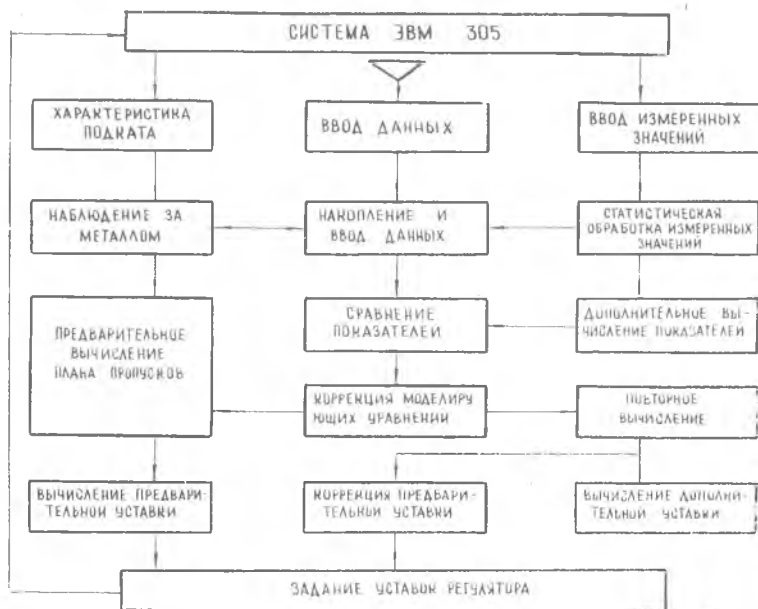 СИСТЕМА ЭВМ 305
ХАРАКТЕРИСТИКА
ПОДКАТА
ВВОД ДАННЫХ
ВВОД ИЗМЕРЕННЫХ
ЗНАЧЕНИЙ
НАБЛЮДЕНИЕ ЗА
МЕТАЛЛОМ
НАКОПЛЕНИЕ И
ВВОД ДАННЫХ
СТАТИСТИЧЕСКАЯ
ОБРАБОТКА ИЗМЕРЕННЫХ
ЗНАЧЕНИЙ
ПРЕДВАРИТЕЛЬНОЕ
ВЫЧИСЛЕНИЕ
ПЛАНА ПРОПУСКОВ
СРАВНЕНИЕ
ПОКАЗАТЕЛЕЙ
ДОПОЛНИТЕЛЬНОЕ ВЫ-
ЧИСЛЕНИЕ ПОКАЗАТЕЛЕЙ
КОРРЕКЦИЯ МОДЕЛИРУ
ЮЩИХ УРАВНЕНИИ
ПОВТОРНОЕ
ВЫЧИСЛЕНИЕ
ВЫЧИСЛЕНИЕ ПРЕДВАРИ-
ТЕЛЬНОЙ УСТАВКИ
КОРРЕКЦИЯ ПРЕДВАРИ-
ТЕЛЬНОЙ УСТАВКИ
ВЫЧИСЛЕНИЕ ДОПОЛНИ-
ТЕЛЬНОЙ УСТАВКИ
ЗАДАНИЕ УСТАВОК РЕГУЛЯТОРА